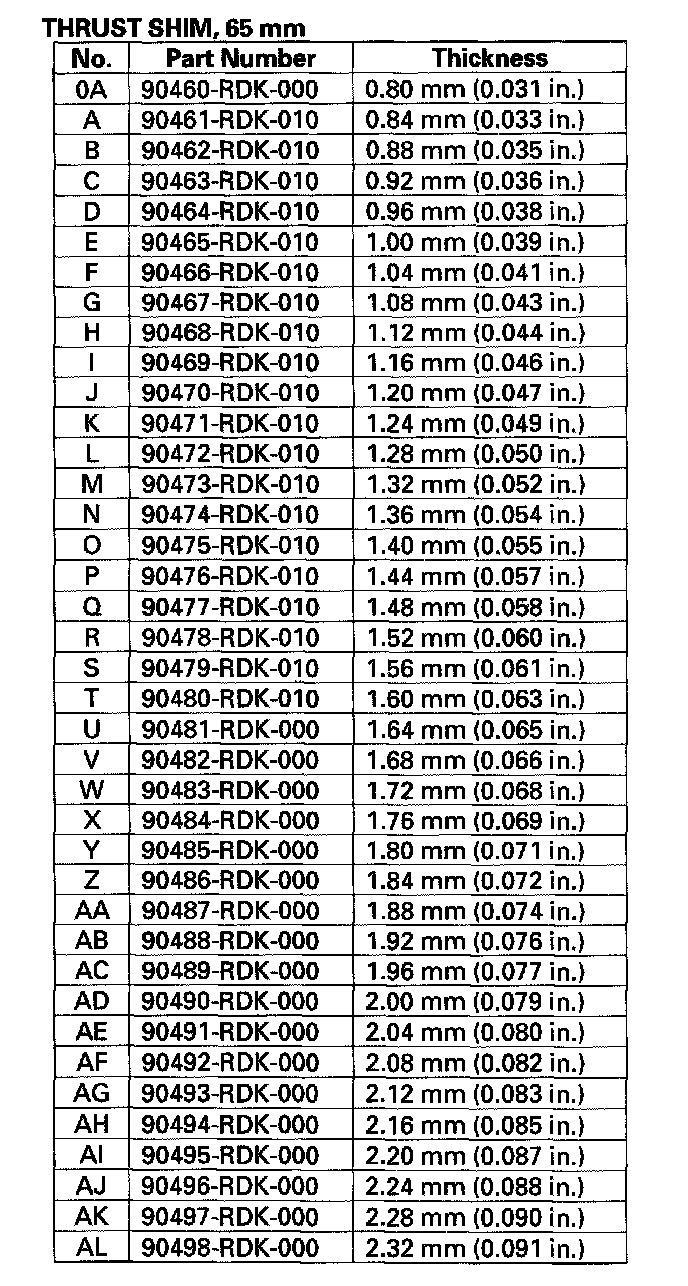 THRUST SHIM, 65 mm
No. Part Number Thickness
0A 90460-RDK-000 0.80 mm (0.031 in.)
A 90461-RDK-010 0.84 mm (0.033 in.)
B 90462-RDK-010 0.88 mm (0.035 in.)
C 90463-RDK-010 0.92 mm (0.036 in.)
D 90464-RDK-010 0.96 mm (0.038 in.)
E 90465-RDK-010 1.00 mm (0.039 in.)
F 90466-RDK-010 1.04 mm (0.041 in.)
G 90467-RDK-010 1.08 mm (0.043 in.)
H 90468-RDK-010 1.12 mm (0.044 in.)
I 90469-RDK-010 1.16 mm (0.046 in.)
J 90470-RDK-010 1.20 mm (0.047 in.)
K 90471-RDK-010 1.24 mm (0.049 in.)
L 90472-RDK-010 1.28 mm (0.050 in.)
M 90473-RDK-010 1.32 mm (0.052 in.)
N 90474-RDK-010 1.36 mm (0.054 in.)
O 90475-RDK-010 1.40 mm (0.055 in.)
P 90476-RDK-010 1.44 mm (0.057 in.)
Q 90477-RDK-010 1.48 mm (0.058 in.)
R 90478-RDK-010 1.52 mm (0.060 in.)
S 90479-RDK-010 1.56 mm (0.061 in.)
T 90480-RDK-010 1.60 mm (0.063 in.)
U 90481-RDK-000 1.64 mm (0.065 in.)
V 90482-RDK-000 1.68 mm (0.066 in.)
W 90483-RDK-000 1.72 mm (0.068 in.)
X 90484-RDK-000 1.76 mm (0.069 in.)
Y 90485-RDK-000 1.80 mm (0.071 in.)
Z 90486-RDK-000 1.84 mm (0.072 in.)
AA 90487-RDK-000 1.88 mm (0.074 in.)
AB 90488-RDK-000 1.92 mm (0.076 in.)
AC 90489-RDK-000 1.96 mm (0.077 in.)
AD 90490-RDK-000 2.00 mm (0.079 in.)
AE 90491-RDK-000 2.04 mm (0.080 in.)
AF 90492-RDK-000 2.08 mm (0.082 in.)
AG 90493-RDK-000 2.12 mm (0.083 in.)
AH 90494-RDK-000 2.16 mm (0.085 in.)
AI 90495-RDK-000 2.20 mm (0.087 in.)
AJ 90496-RDK-000 2.24 mm (0.088 in.)
AK 90497-RDK-000 2.28 mm (0.090 in.)
AL 90498-RDK-000 2.32 mm (0.091 in.)